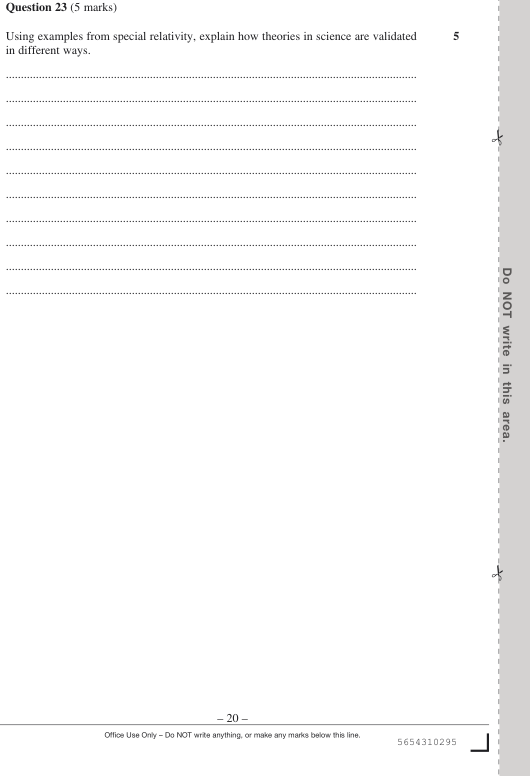 Question 23 (5 marks)
Using examples from special relativity, explain how theories in science are validated 5
in different ways.
................................................................................
................................................................................
................................................................................
................................................................................
................................................................................
................................................................................
................................................................................
................................................................................
................................................................................
................................................................................
Do NOT write in this area.
– 20 –
Office Use Only – Do NOT write anything, or make any marks below this line.
5654310295